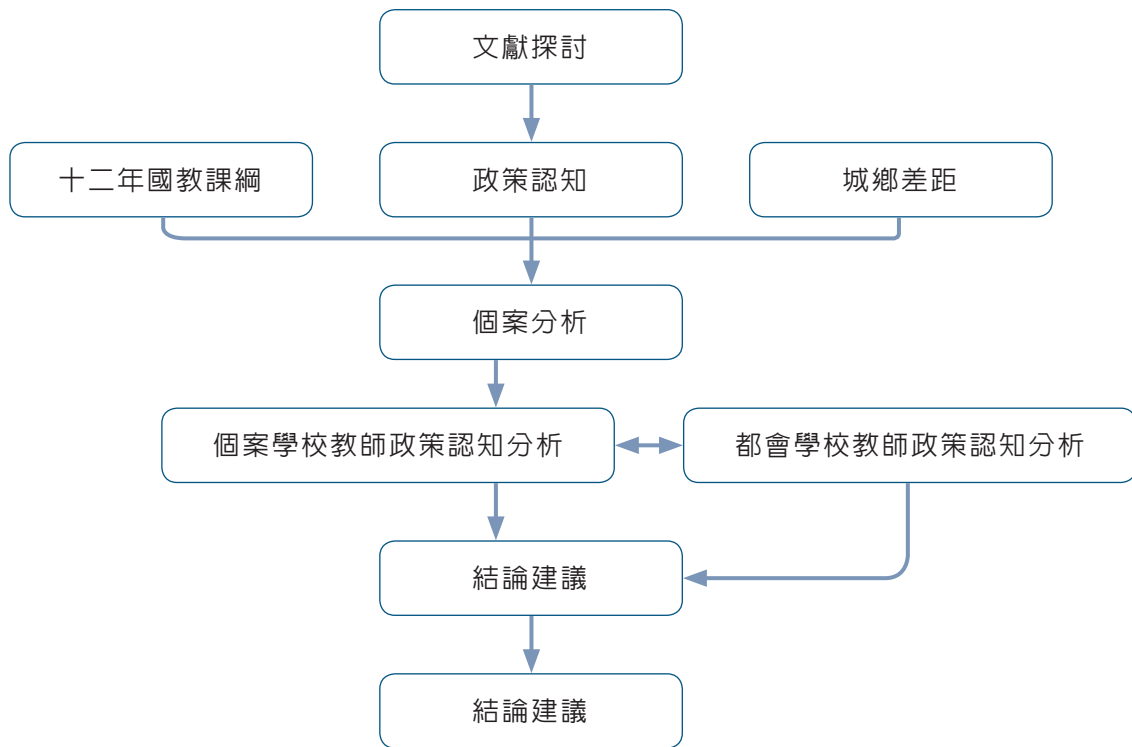 文獻探討
十二年國教課綱
政策認知
城鄉差距
個案分析
個案學校教師政策認知分析
都會學校教師政策認知分析
結論建議
結論建議